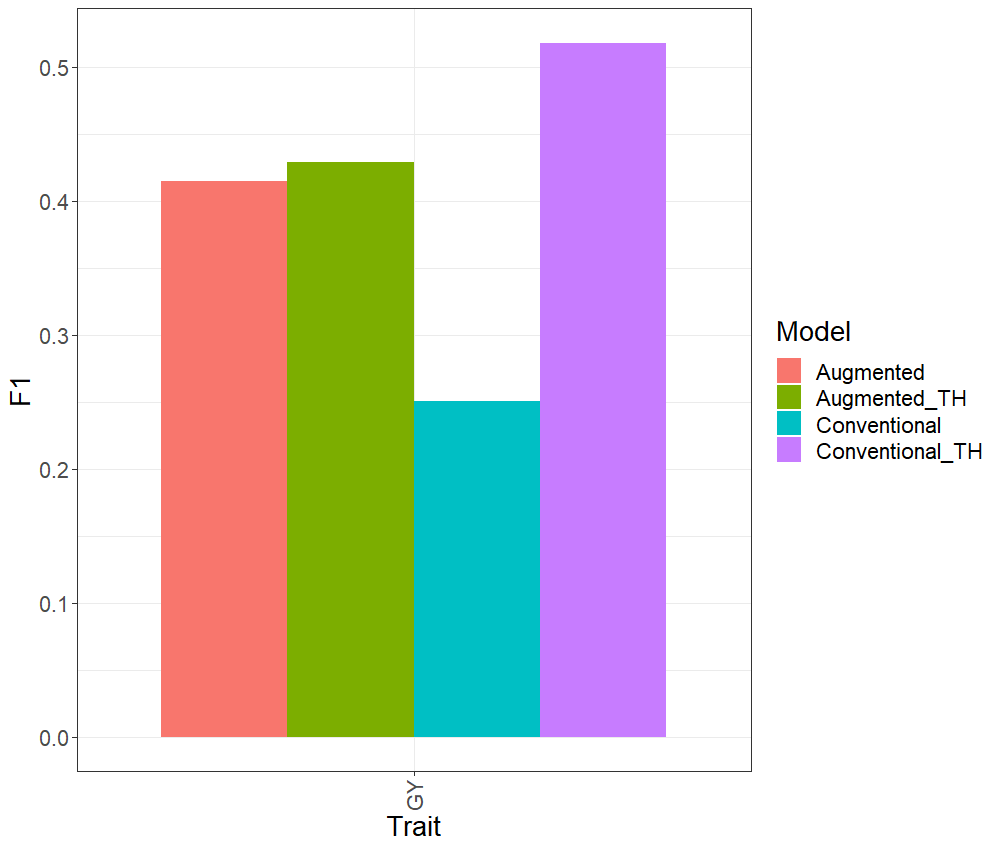 F1
0.5
0.4
0.3
0.2
0.1
0.0
GY
Trait
Model
Augmented
Augmented_TH
Conventional
Conventional_TH